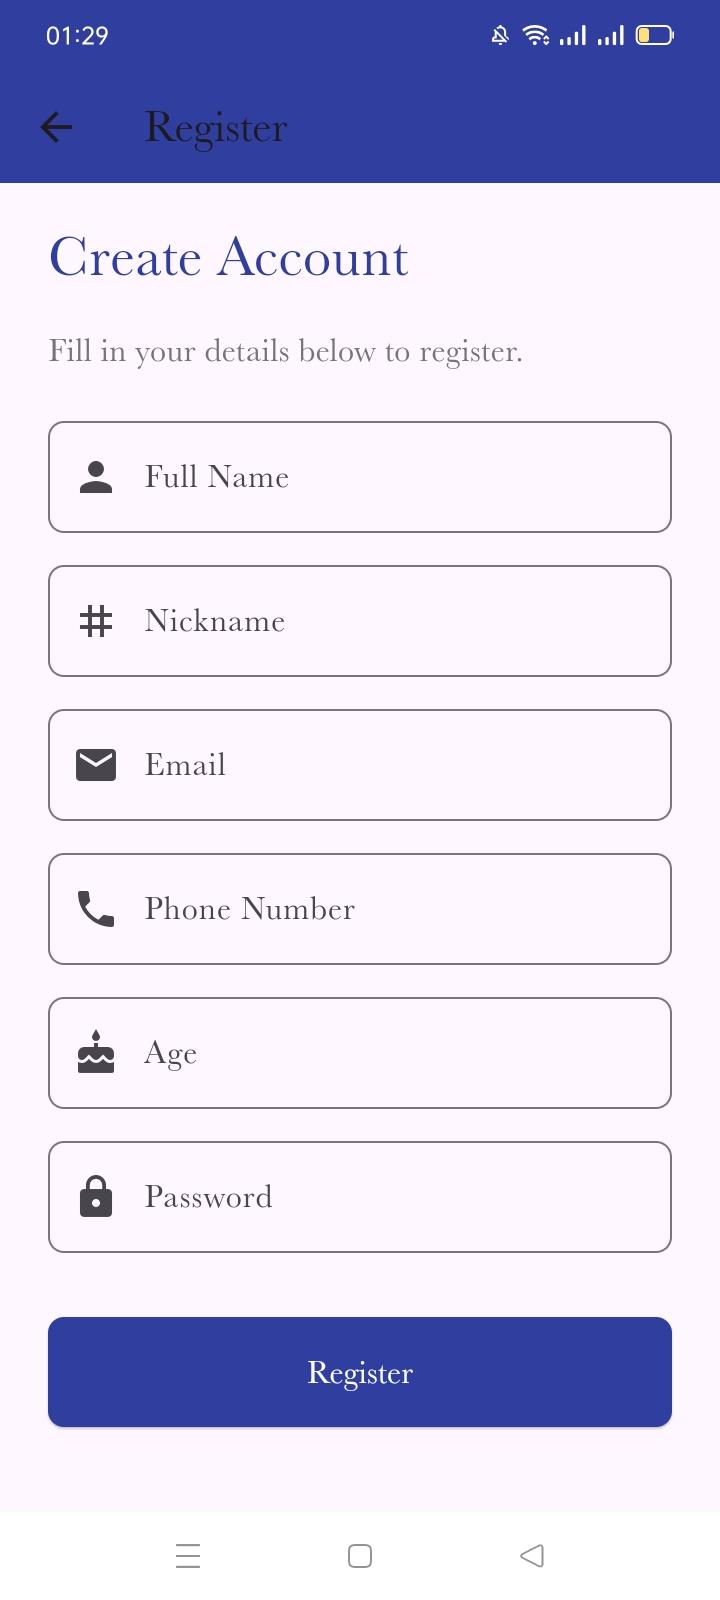 01:29
Register
Create Account
Fill in your details below to register.
Full Name
Nickname
Email
Phone Number
Age
Password
Register